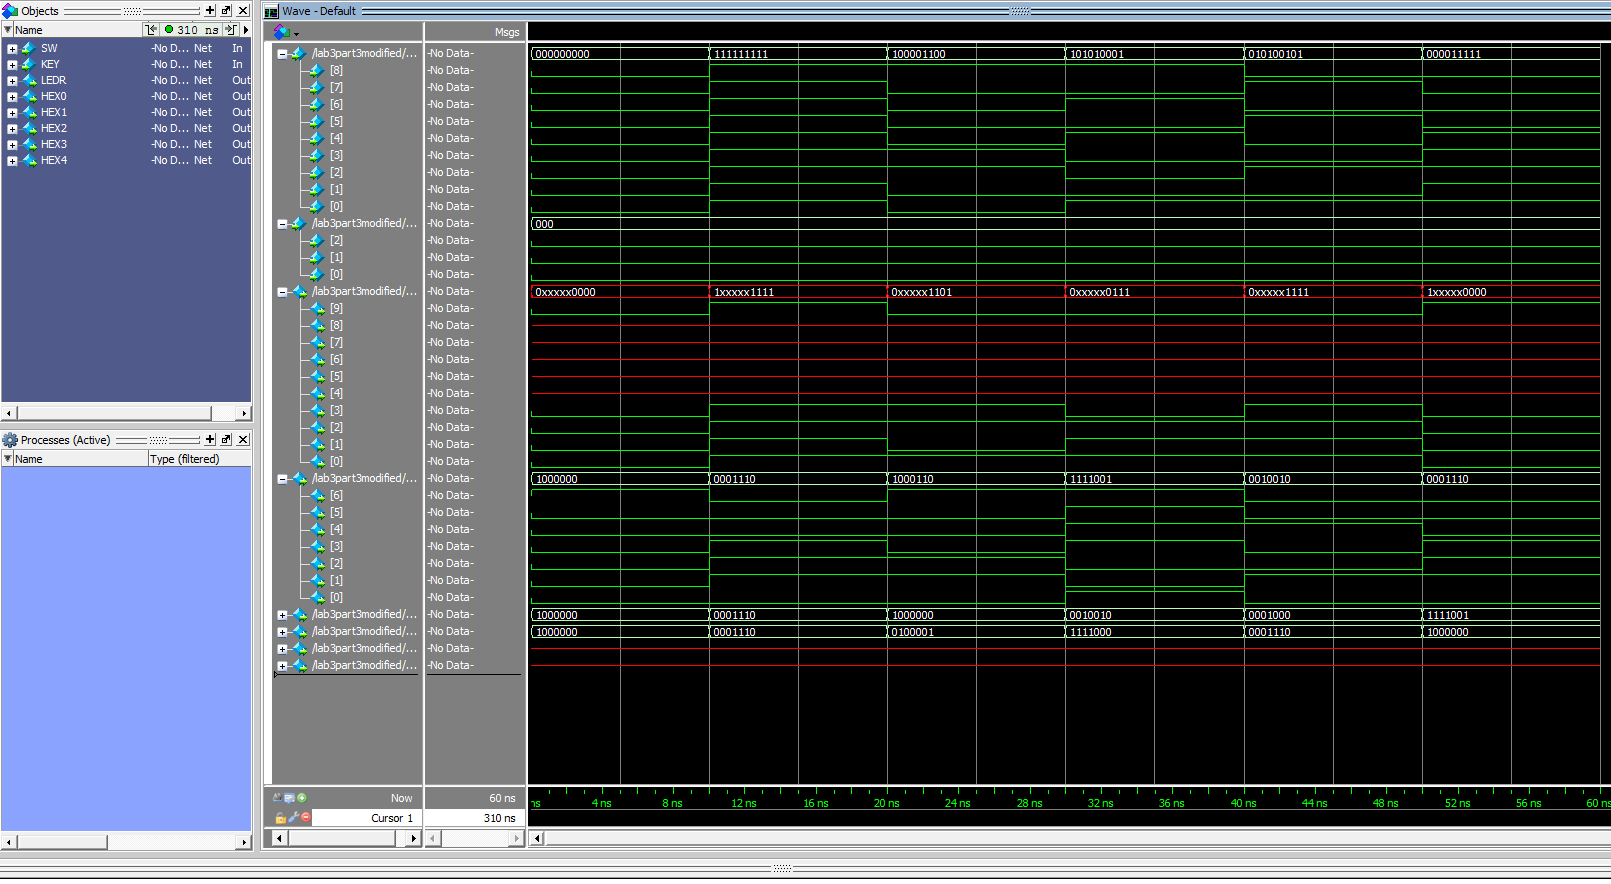 Objects
Name 310 ns
SW -No D... Net In
KEY -No D... Net In
LEDR -No D... Net Out
HEX0 -No D... Net Out
HEX1 -No D... Net Out
HEX2 -No D... Net Out
HEX3 -No D... Net Out
HEX4 -No D... Net Out
Processes (Active)
Name Type (filtered)
Wave - Default
Msgs
/lab3part3modified/... -No Data- 000000000 111111111 100001100 101010001 010100101 000011111
[8] -No Data-
[7] -No Data-
[6] -No Data-
[5] -No Data-
[4] -No Data-
[3] -No Data-
[2] -No Data-
[1] -No Data-
[0] -No Data-
/lab3part3modified/... -No Data- 000
[2] -No Data-
[1] -No Data-
[0] -No Data-
/lab3part3modified/... -No Data- 0xxxxx0000 1xxxxx1111 0xxxxx1101 0xxxxx0111 0xxxxx1111 1xxxxx0000
[9] -No Data-
[8] -No Data-
[7] -No Data-
[6] -No Data-
[5] -No Data-
[4] -No Data-
[3] -No Data-
[2] -No Data-
[1] -No Data-
[0] -No Data-
/lab3part3modified/... -No Data- 1000000 0001110 1000110 1111001 0010010 0001110
[6] -No Data-
[5] -No Data-
[4] -No Data-
[3] -No Data-
[2] -No Data-
[1] -No Data-
[0] -No Data-
/lab3part3modified/... -No Data- 1000000 0001110 1000000 0010010 0001000 1111001
/lab3part3modified/... -No Data- 1000000 0001110 0100001 1111000 0001110 1000000
/lab3part3modified/... -No Data-
/lab3part3modified/... -No Data-
Now 60 ns
ns 4 ns 8 ns 12 ns 16 ns 20 ns 24 ns 28 ns 32 ns 36 ns 40 ns 44 ns 48 ns 52 ns 56 ns 60 ns
Cursor 1 310 ns